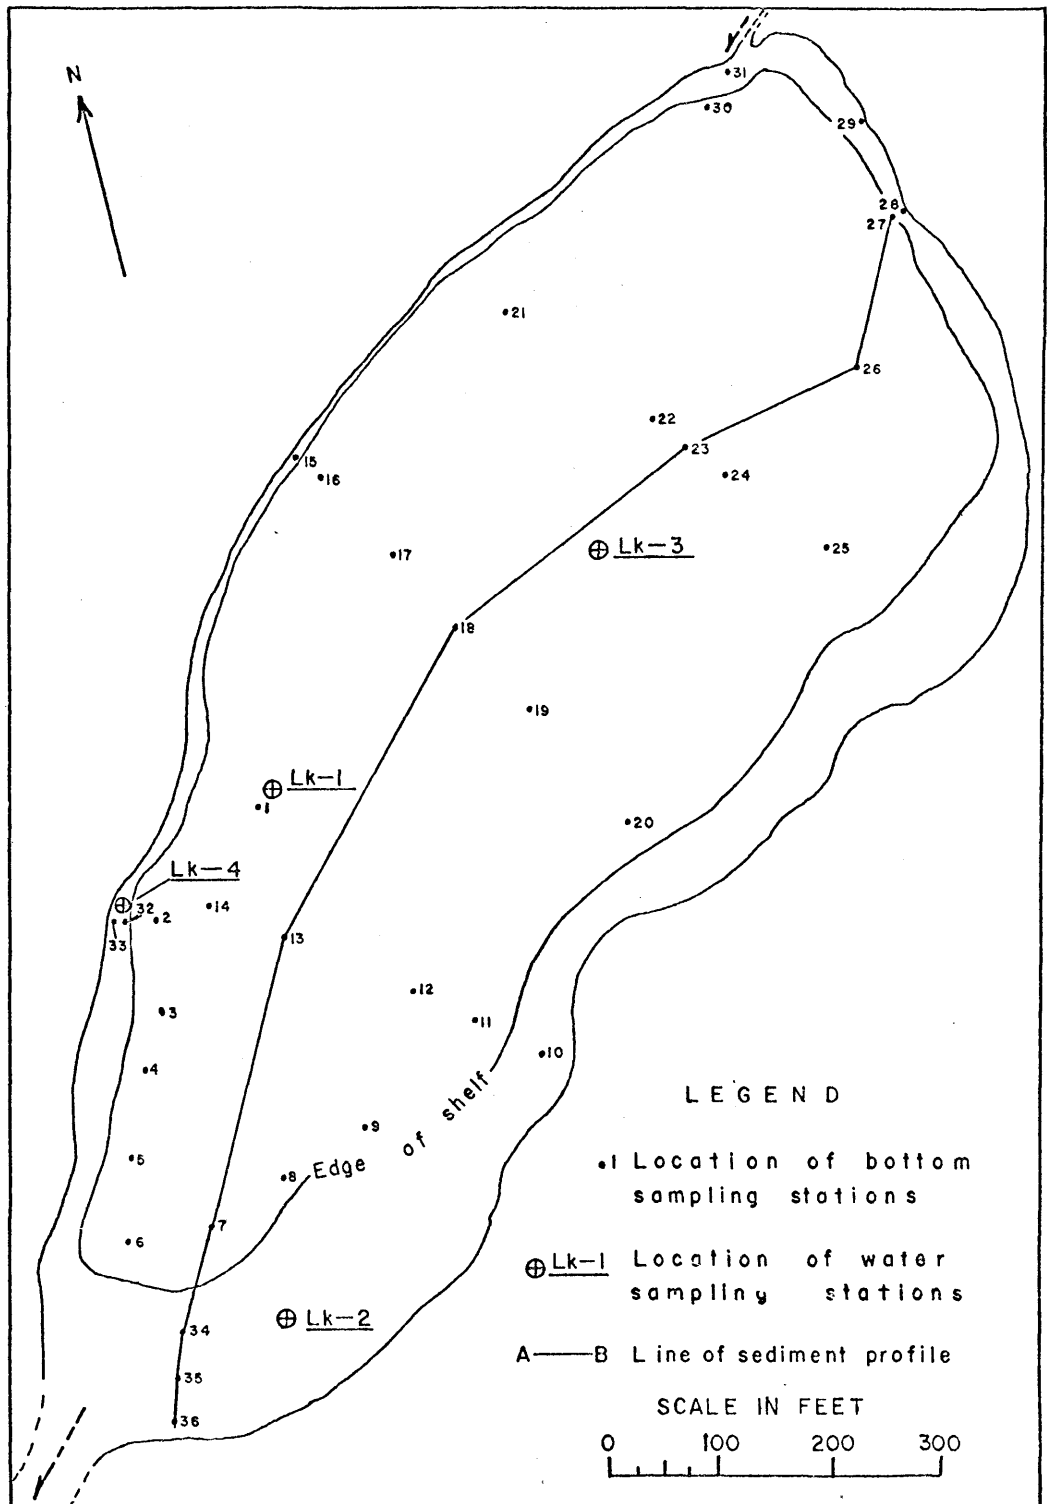 N
31
30
29
28
27
21
26
22
23
15
16
24
17
Lk-3
25
18
19
Lk-1
1
20
Lk-4
32
2
14
33
13
12
3
11
10
4
9
5
Edge of shelf
8
7
6
Lk-2
34
35
36
LEGEND
1 Location of bottom
sampling stations
Lk-1 Location of water
sampling stations
A——B Line of sediment profile
SCALE IN FEET
0 100 200 300